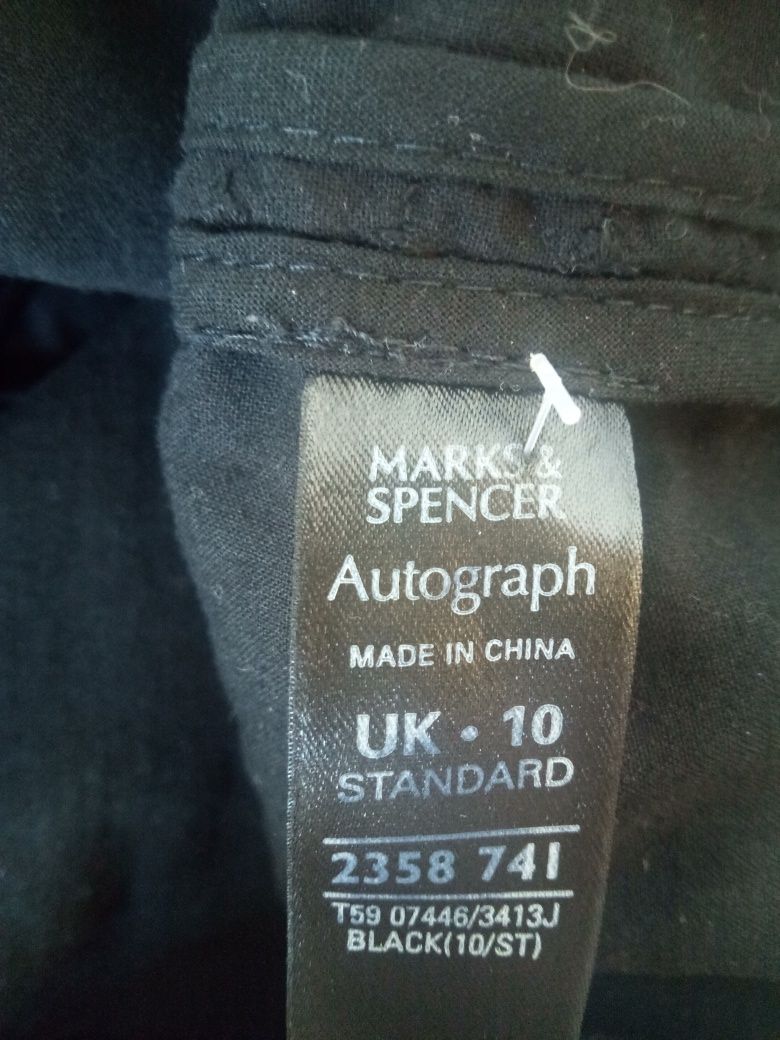 MARKS &
SPENCER
Autograph
MADE IN CHINA
UK • 10
STANDARD
2358 741
T59 07446/3413J
BLACK(10/ST)